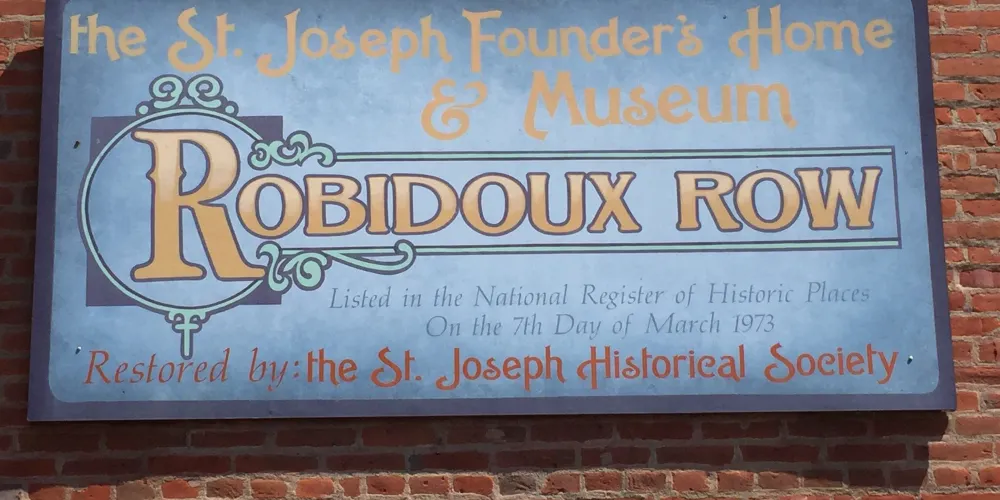 the St. Joseph Founder's Home
& Museum
ROBIDOUX ROW
Listed in the National Register of Historic Places
On the 7th Day of March 1973
Restored by: the St. Joseph Historical Society